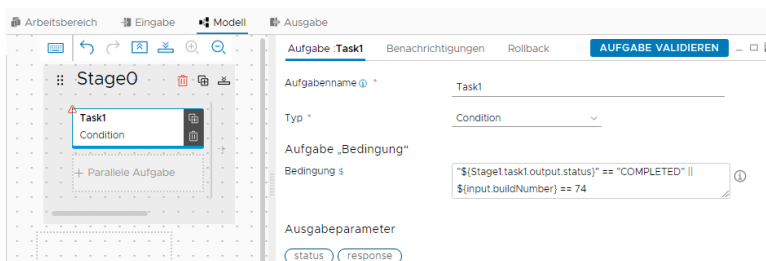 Arbeitsbereich Eingabe Modell Ausgabe
Aufgabe :Task1 Benachrichtigungen Rollback AUFGABE VALIDIEREN
Stage0
Aufgabenname *
Task1
Task1
Condition
Typ *
Condition
+ Parallele Aufgabe
Aufgabe „Bedingung"
Bedingung $
"${Stage1.task1.output.status}" == "COMPLETED" ||
${input.buildNumber} == 74
Ausgabeparameter
status response